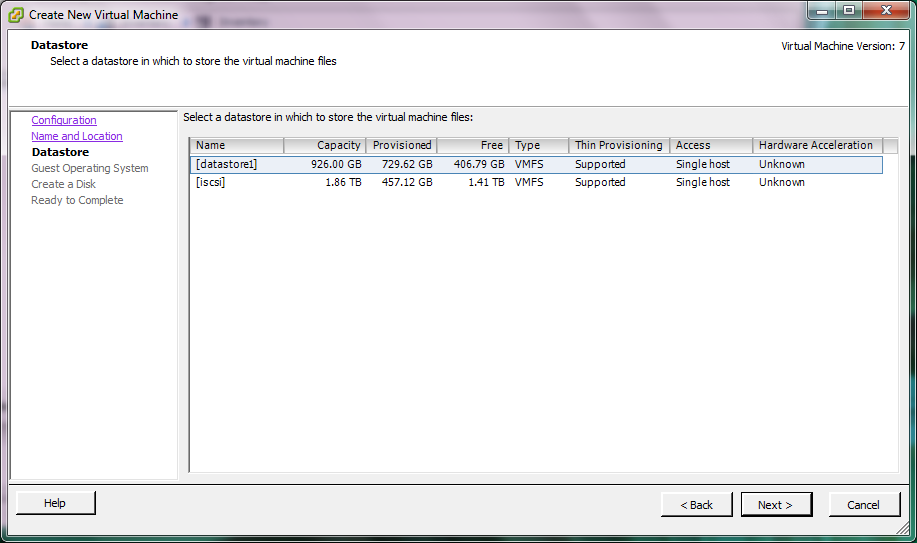 Create New Virtual Machine
Datastore
Select a datastore in which to store the virtual machine files
Virtual Machine Version: 7
Configuration
Name and Location
Datastore
Guest Operating System
Create a Disk
Ready to Complete
Select a datastore in which to store the virtual machine files:
Name Capacity Provisioned Free Type Thin Provisioning Access Hardware Acceleration
[datastore1] 926.00 GB 729.62 GB 406.79 GB VMFS Supported Single host Unknown
[iscsi] 1.86 TB 457.12 GB 1.41 TB VMFS Supported Single host Unknown
Help
< Back
Next >
Cancel